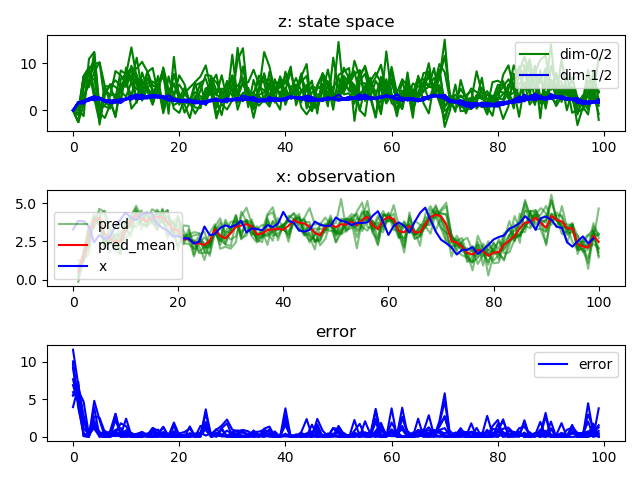 z: state space
10
0
dim-0/2
dim-1/2
0 20 40 60 80 100
x: observation
5.0
2.5
0.0
pred
pred_mean
x
0 20 40 60 80 100
error
10
5
0
error
0 20 40 60 80 100